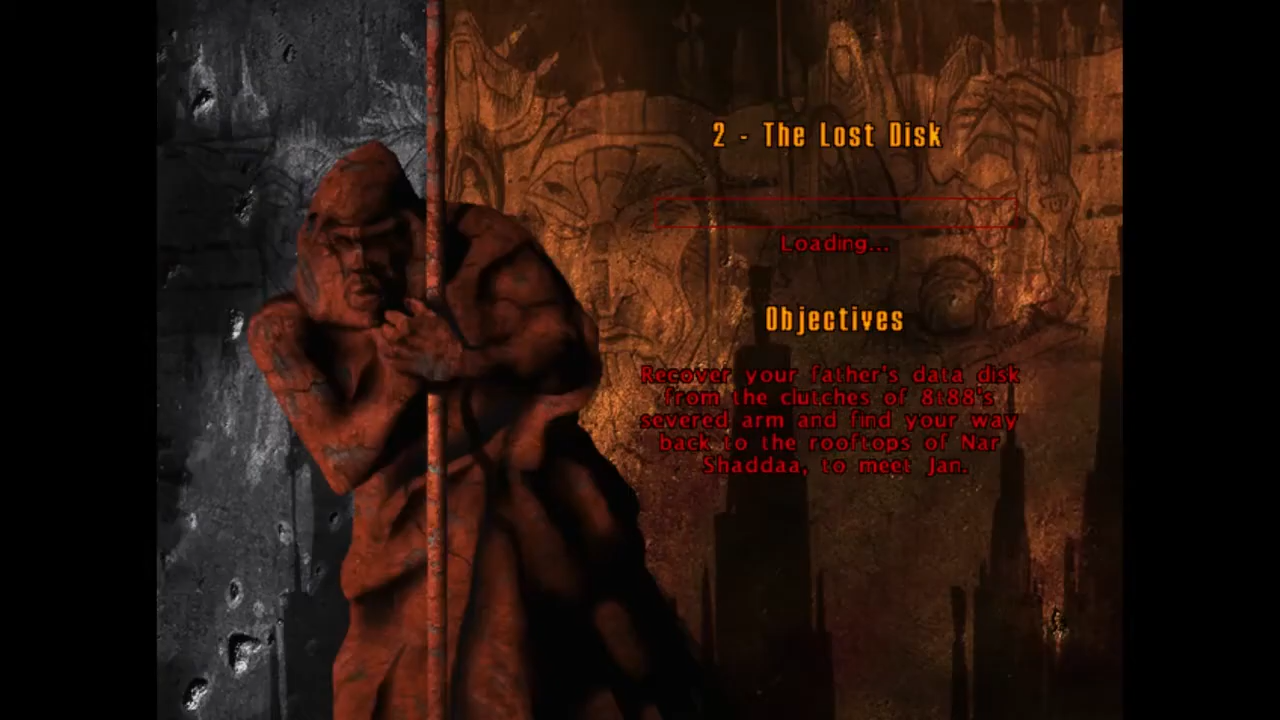 2 - The Lost Disk
Loading...
Objectives
Recover your father's data disk
from the clutches of 8t88's
severed arm and find your way
back to the rooftops of Nar
Shaddaa, to meet Jan.